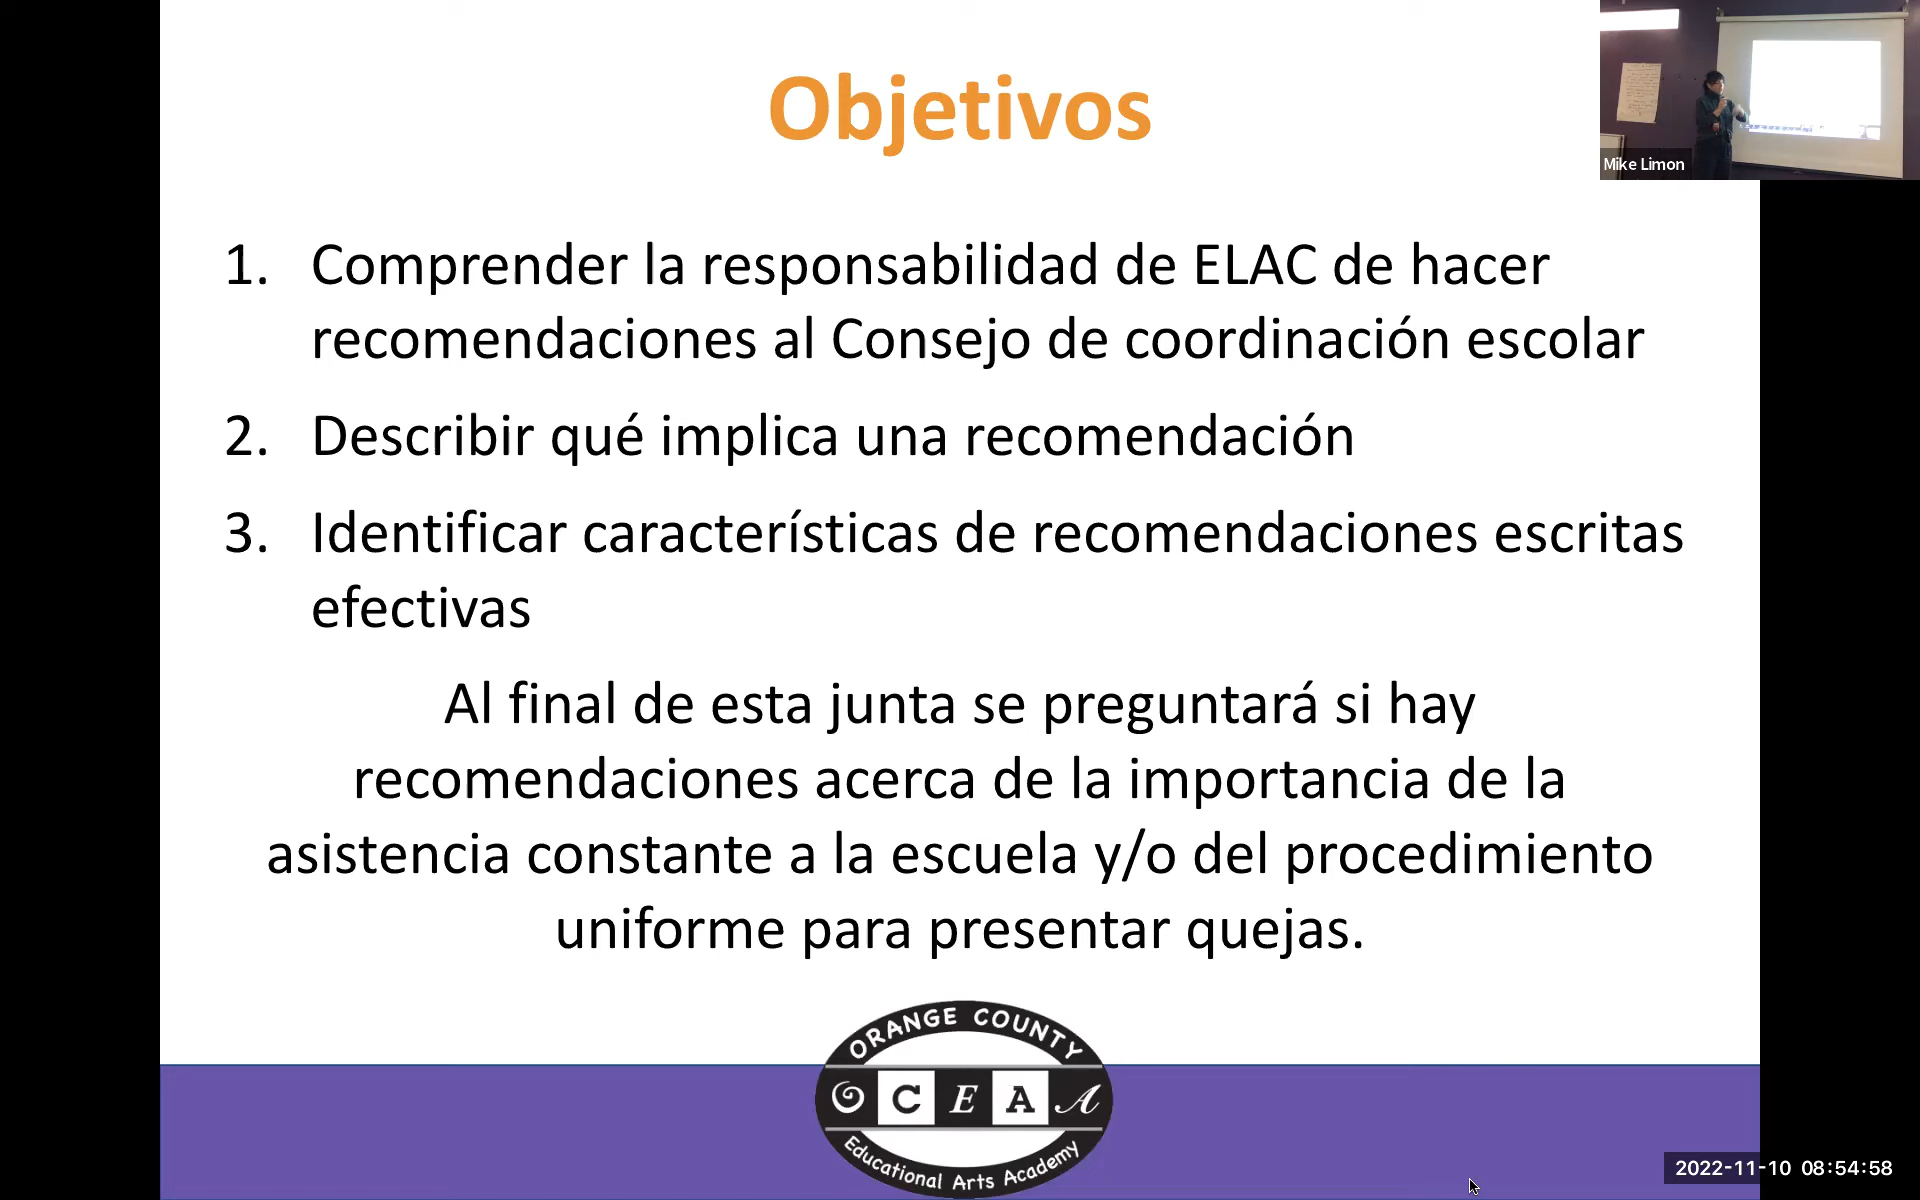 Objetivos
Mike Limon
1. Comprender la responsabilidad de ELAC de hacer
recomendaciones al Consejo de coordinación escolar
2. Describir qué implica una recomendación
3. Identificar características de recomendaciones escritas
efectivas
Al final de esta junta se preguntará si hay
recomendaciones acerca de la importancia de la
asistencia constante a la escuela y/o del procedimiento
uniforme para presentar quejas.
ORANGE COUNTY
OCEAA
Educational Arts Academy
2022-11-10 08:54:58